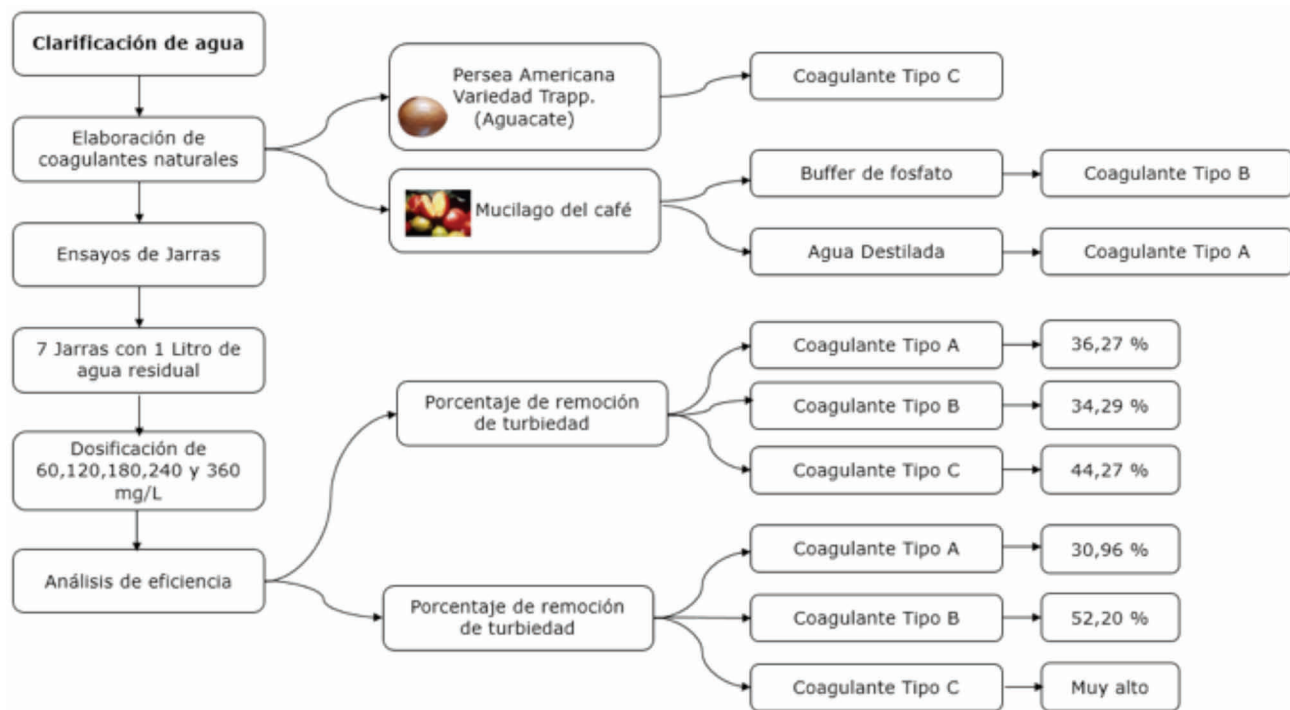 Clarificación de agua
Elaboración de
coagulantes naturales
Ensayos de Jarras
7 Jarras con 1 Litro de
agua residual
Dosificación de
60,120,180,240 y 360
mg/L
Análisis de eficiencia
Persea Americana
Variedad Trapp.
(Aguacate)
Coagulante Tipo C
Mucilago del café
Buffer de fosfato
Coagulante Tipo B
Agua Destilada
Coagulante Tipo A
Porcentaje de remoción
de turbiedad
Coagulante Tipo A
36,27 %
Coagulante Tipo B
34,29 %
Coagulante Tipo C
44,27 %
Porcentaje de remoción
de turbiedad
Coagulante Tipo A
30,96 %
Coagulante Tipo B
52,20 %
Coagulante Tipo C
Muy alto